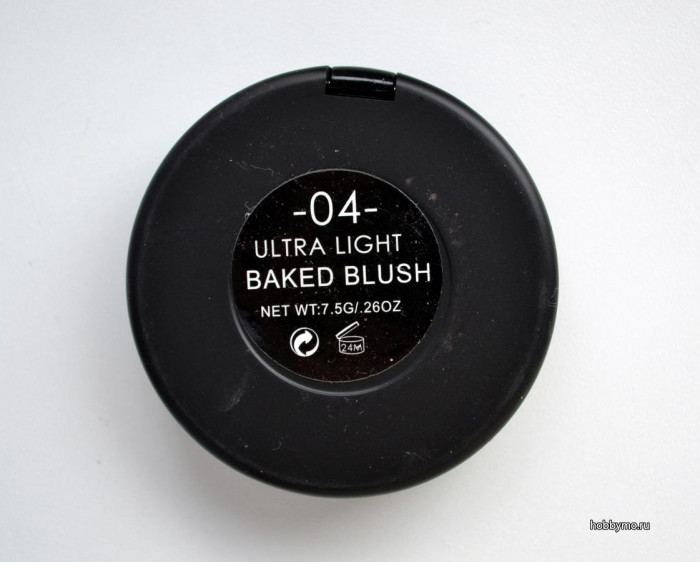 -04-
ULTRA LIGHT
BAKED BLUSH
NET WT:7.5G/.26OZ
24M
hobbymo.ru